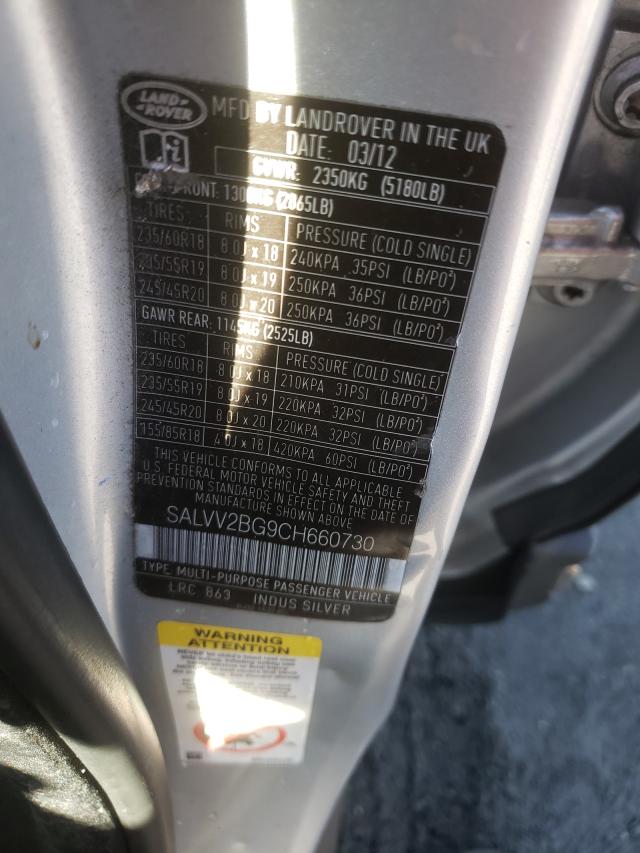 LAND ROVER
MFD BY LANDROVER IN THE UK
DATE: 03/12
GVWR: 2350KG (5180LB)
FRONT: 1300KG (2865LB)
TIRES RIMS PRESSURE (COLD SINGLE)
235/60R18 8.0J x 18 240KPA 35PSI (LB/PO²)
235/55R19 8.0J x 19 250KPA 36PSI (LB/PO²)
245/45R20 8.0J x 20 250KPA 36PSI (LB/PO²)
GAWR REAR: 1145KG (2525LB)
TIRES RIMS PRESSURE (COLD SINGLE)
235/60R18 8.0J x 18 210KPA 31PSI (LB/PO²)
235/55R19 8.0J x 19 220KPA 32PSI (LB/PO²)
245/45R20 8.0J x 20 220KPA 32PSI (LB/PO²)
155/85R18 4.0J x 18 420KPA 60PSI (LB/PO²)
THIS VEHICLE CONFORMS TO ALL APPLICABLE
U.S. FEDERAL MOTOR VEHICLE SAFETY AND THEFT
PREVENTION STANDARDS IN EFFECT ON THE DATE OF
MANUFACTURE SHOWN ABOVE
SALVV2BG9CH660730
TYPE: MULTI-PURPOSE PASSENGER VEHICLE
LRC 863 INDUS SILVER
WARNING
ATTENTION